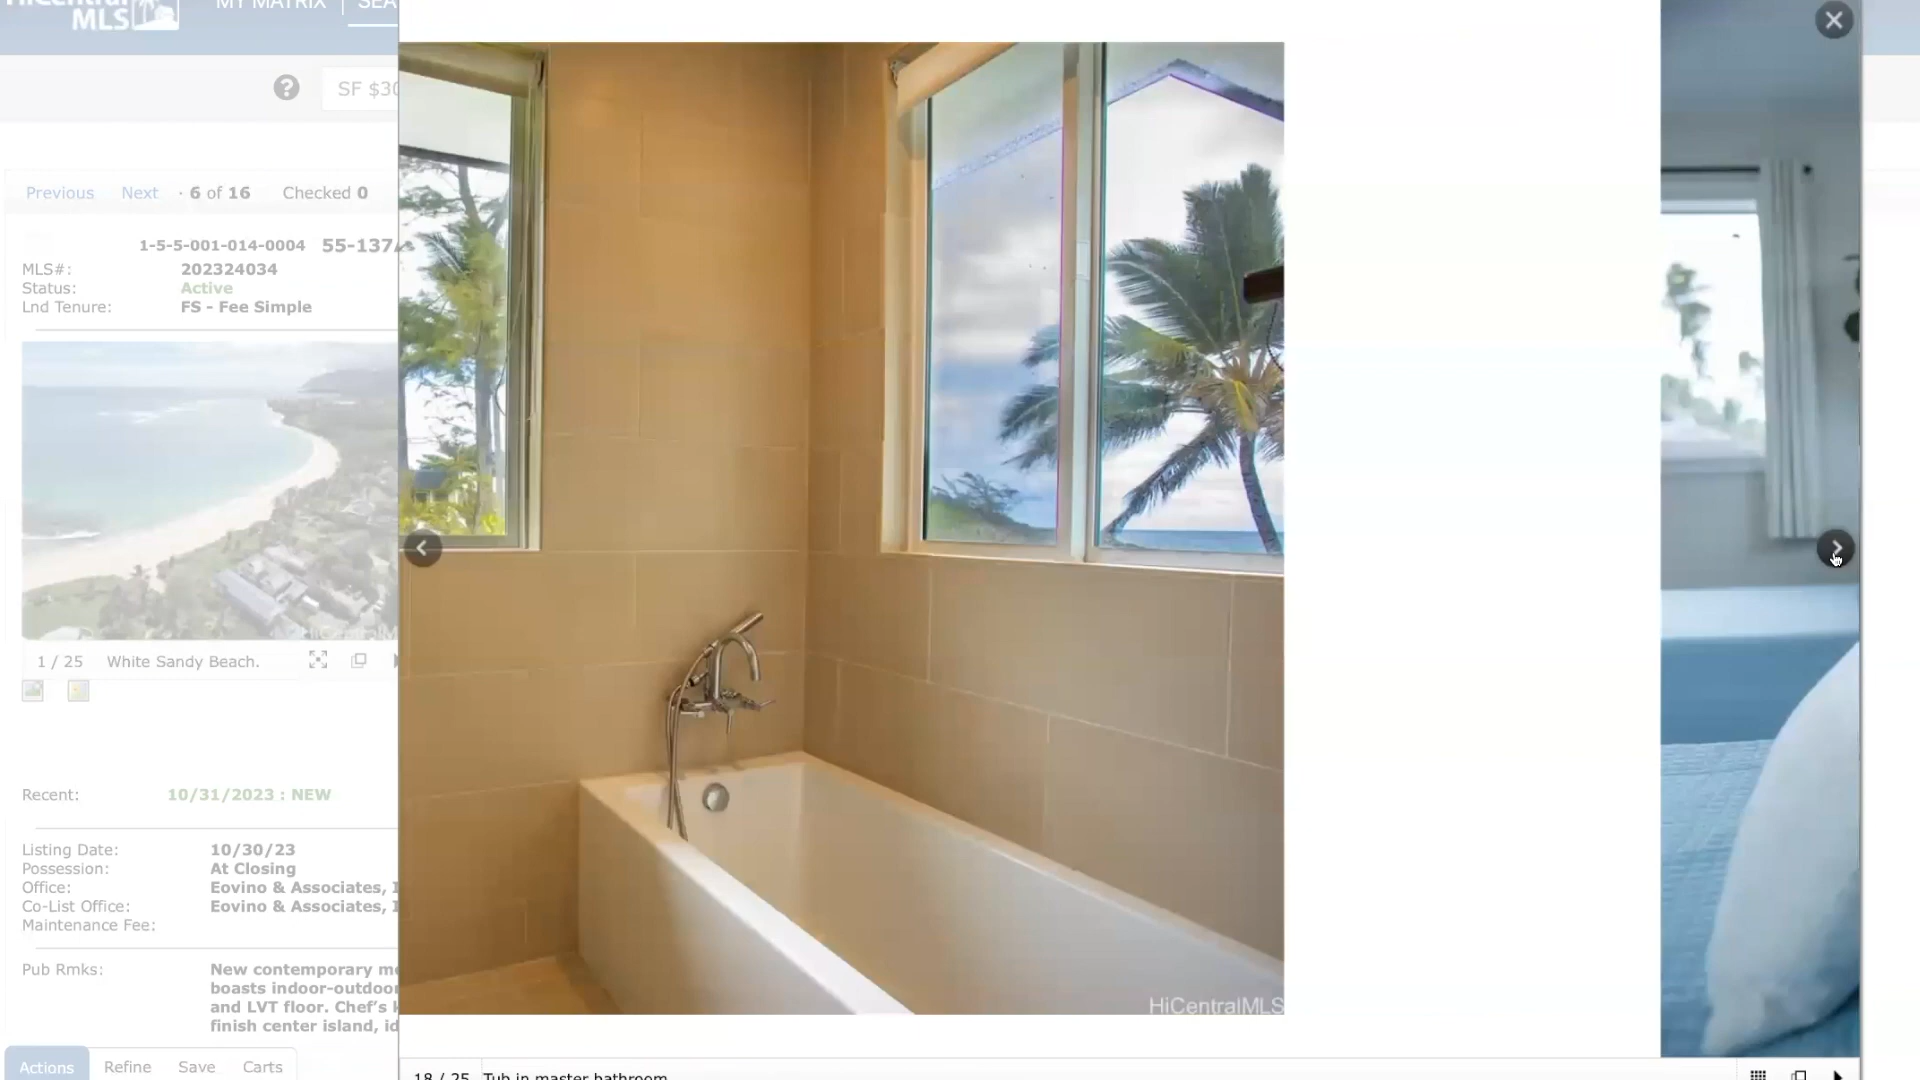 HiCentral
MLS
MY MATRIX
SEA
SF $30
Previous Next · 6 of 16 Checked 0
1-5-5-001-014-0004 55-137
MLS#: 202324034
Status: Active
Lnd Tenure: FS - Fee Simple
HiCentralM
1 / 25 White Sandy Beach.
Recent: 10/31/2023 : NEW
Listing Date: 10/30/23
Possession: At Closing
Office: Eovino & Associates, I
Co-List Office: Eovino & Associates, I
Maintenance Fee:
Pub Rmks: New contemporary m
boasts indoor-outdoor
and LVT floor. Chef's k
finish center island, id
Actions Refine Save Carts
HiCentralMLS
18 / 25 Tub in master bathroom